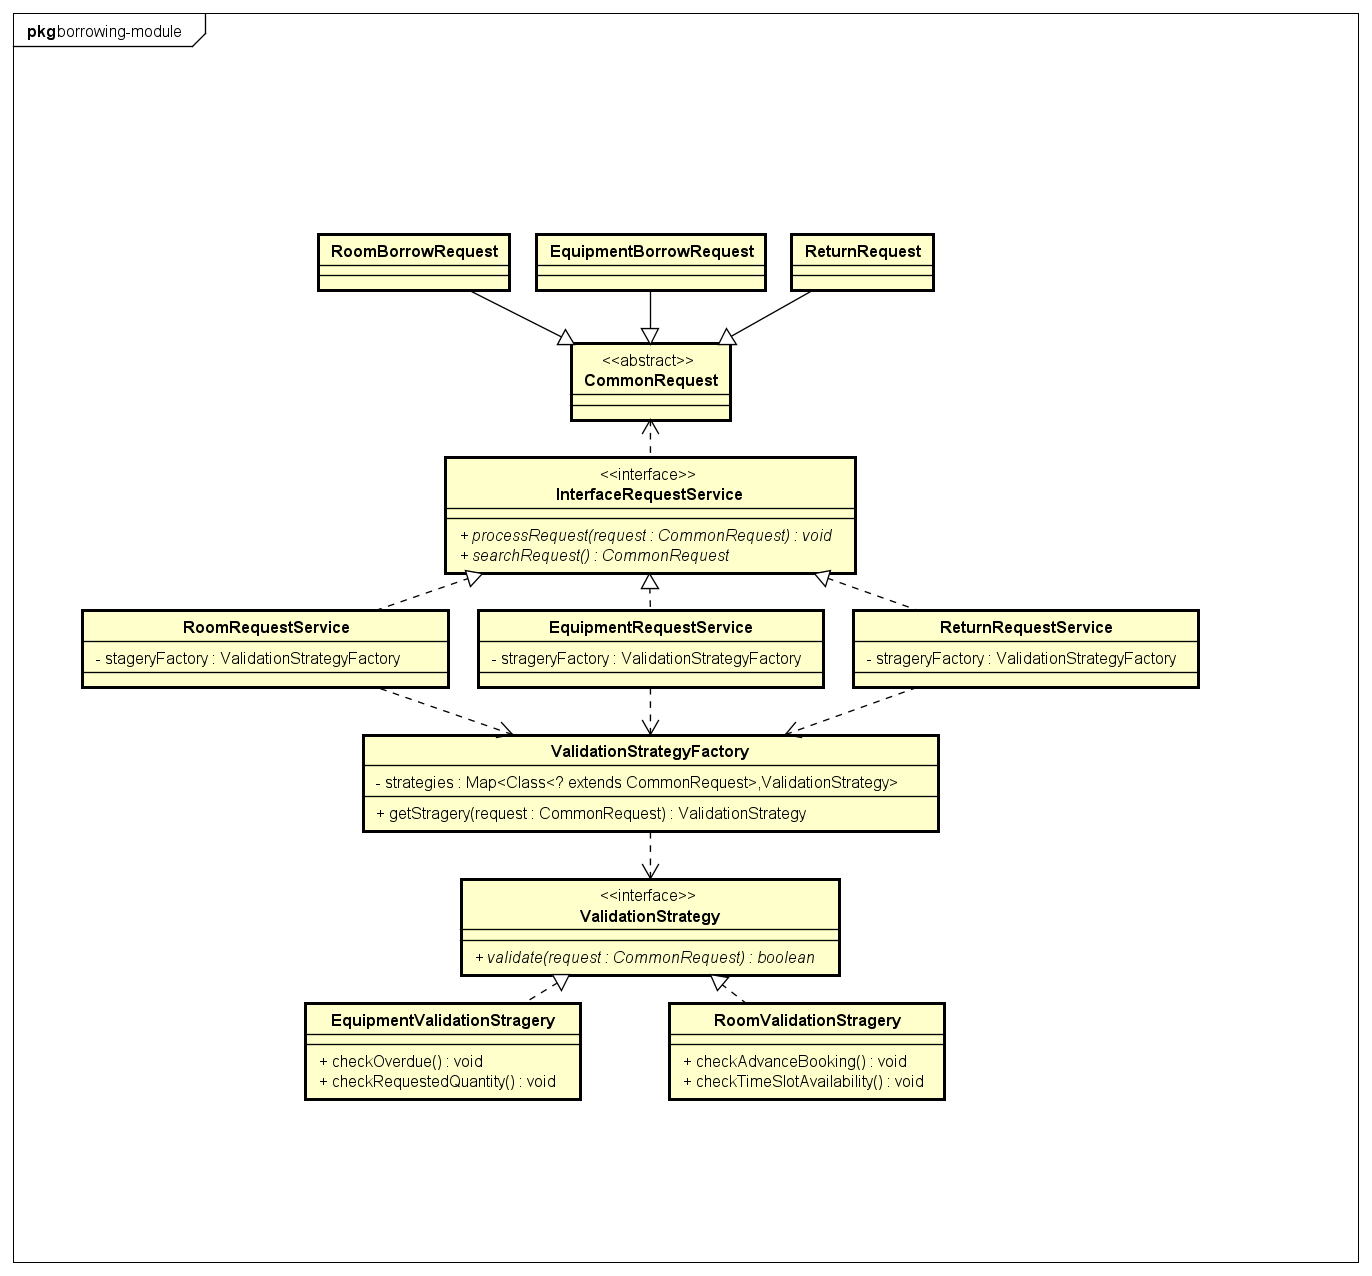 pkg borrowing-module
RoomBorrowRequest
EquipmentBorrowRequest
ReturnRequest
<<abstract>>
CommonRequest
<<interface>>
InterfaceRequestService
+ processRequest(request : CommonRequest) : void
+ searchRequest() : CommonRequest
RoomRequestService
- stageryFactory : ValidationStrategyFactory
EquipmentRequestService
- strageryFactory : ValidationStrategyFactory
ReturnRequestService
- strageryFactory : ValidationStrategyFactory
ValidationStrategyFactory
- strategies : Map<Class<? extends CommonRequest>,ValidationStrategy>
+ getStragery(request : CommonRequest) : ValidationStrategy
<<interface>>
ValidationStrategy
+ validate(request : CommonRequest) : boolean
EquipmentValidationStragery
+ checkOverdue() : void
+ checkRequestedQuantity() : void
RoomValidationStragery
+ checkAdvanceBooking() : void
+ checkTimeSlotAvailability() : void